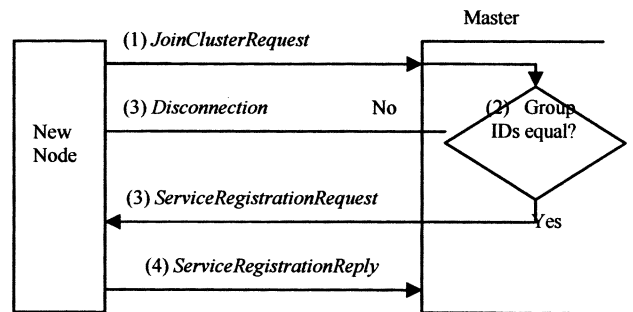 Master
(1) JoinClusterRequest
(3) Disconnection
No
(2) Group
IDs equal?
New
Node
(3) ServiceRegistrationRequest
Yes
(4) ServiceRegistrationReply